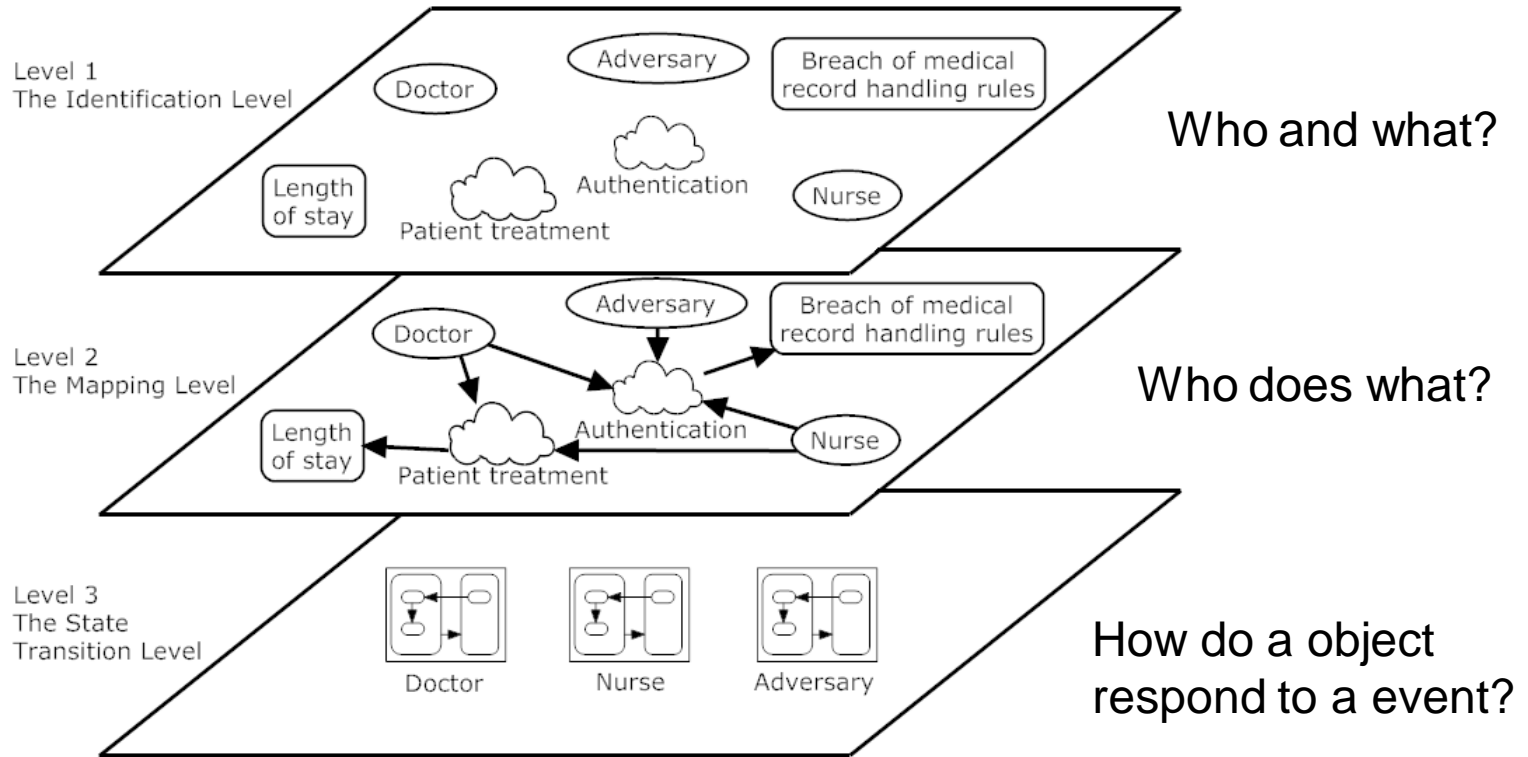 Level 1
The Identification Level
Doctor
Adversary
Breach of medical
record handling rules
Length
of stay
Patient treatment
Authentication
Nurse
Who and what?
Level 2
The Mapping Level
Doctor
Adversary
Breach of medical
record handling rules
Length
of stay
Patient treatment
Authentication
Nurse
Who does what?
Level 3
The State
Transition Level
Doctor
Nurse
Adversary
How do a object
respond to a event?